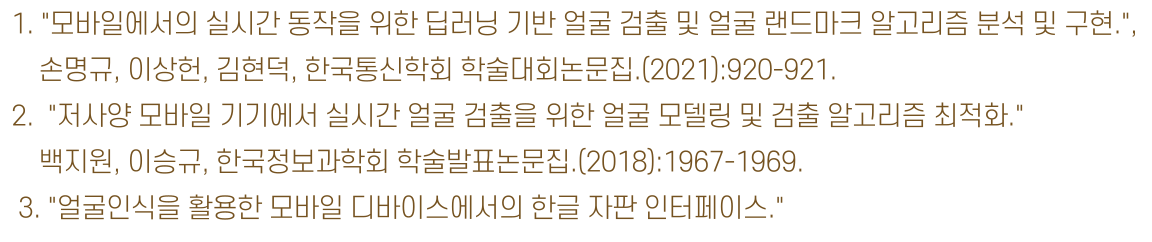 1. "모바일에서의 실시간 동작을 위한 딥러닝 기반 얼굴 검출 및 얼굴 랜드마크 알고리즘 분석 및 구현.",
손명규, 이상헌, 김현덕, 한국통신학회 학술대회논문집.(2021):920-921.
2. "저사양 모바일 기기에서 실시간 얼굴 검출을 위한 얼굴 모델링 및 검출 알고리즘 최적화."
백지원, 이승규, 한국정보과학회 학술발표논문집.(2018):1967-1969.
3. "얼굴인식을 활용한 모바일 디바이스에서의 한글 자판 인터페이스."